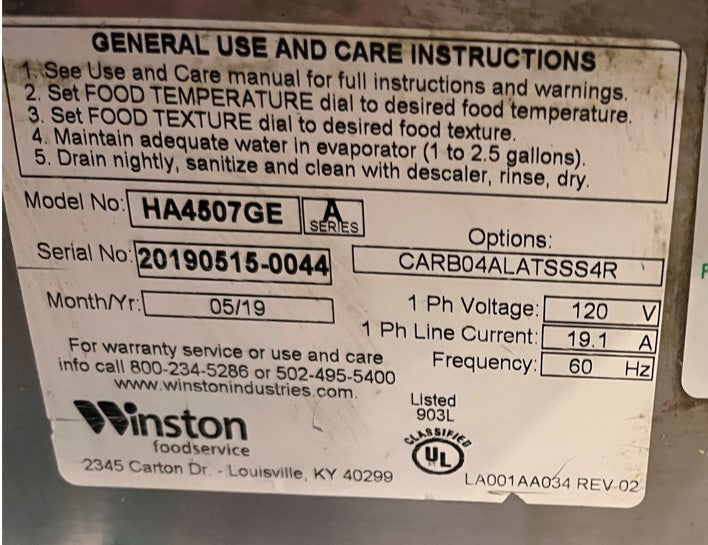 GENERAL USE AND CARE INSTRUCTIONS
1. See Use and Care manual for full instructions and warnings.
2. Set FOOD TEMPERATURE dial to desired food temperature.
3. Set FOOD TEXTURE dial to desired food texture.
4. Maintain adequate water in evaporator (1 to 2.5 gallons).
5. Drain nightly, sanitize and clean with descaler, rinse, dry.
Model No: HA4507GE A SERIES
Options:
Serial No: 20190515-0044 CARB04ALATSSS4R
Month/Yr: 05/19
1 Ph Voltage: 120 V
1 Ph Line Current: 19.1 A
Frequency: 60 Hz
For warranty service or use and care
info call 800-234-5286 or 502-495-5400
www.winstonindustries.com.
Winston
foodservice
2345 Carton Dr. - Louisville, KY 40299
Listed
903L
CLASSIFIED
UL
LA001AA034 REV 02